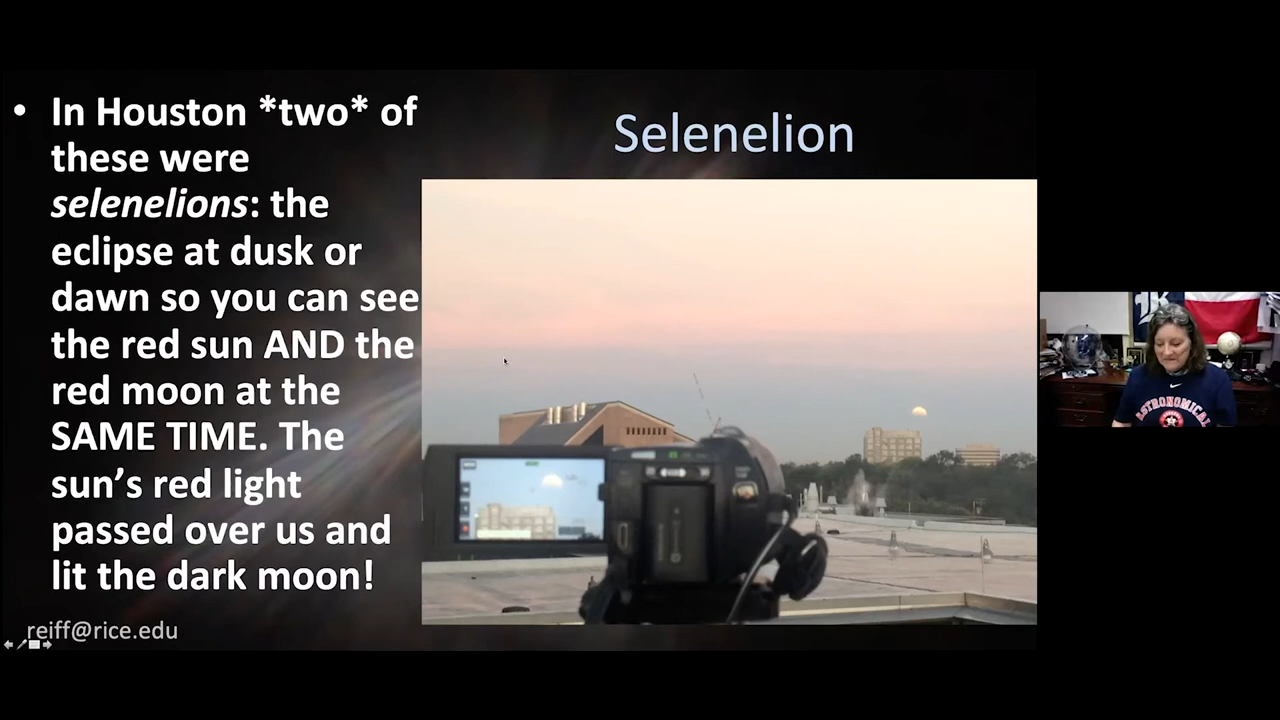 Selenelion
• In Houston *two* of
these were
selenelions: the
eclipse at dusk or
dawn so you can see
the red sun AND the
red moon at the
SAME TIME. The
sun’s red light
passed over us and
lit the dark moon!
reiff@rice.edu
ASTRONOMICAL